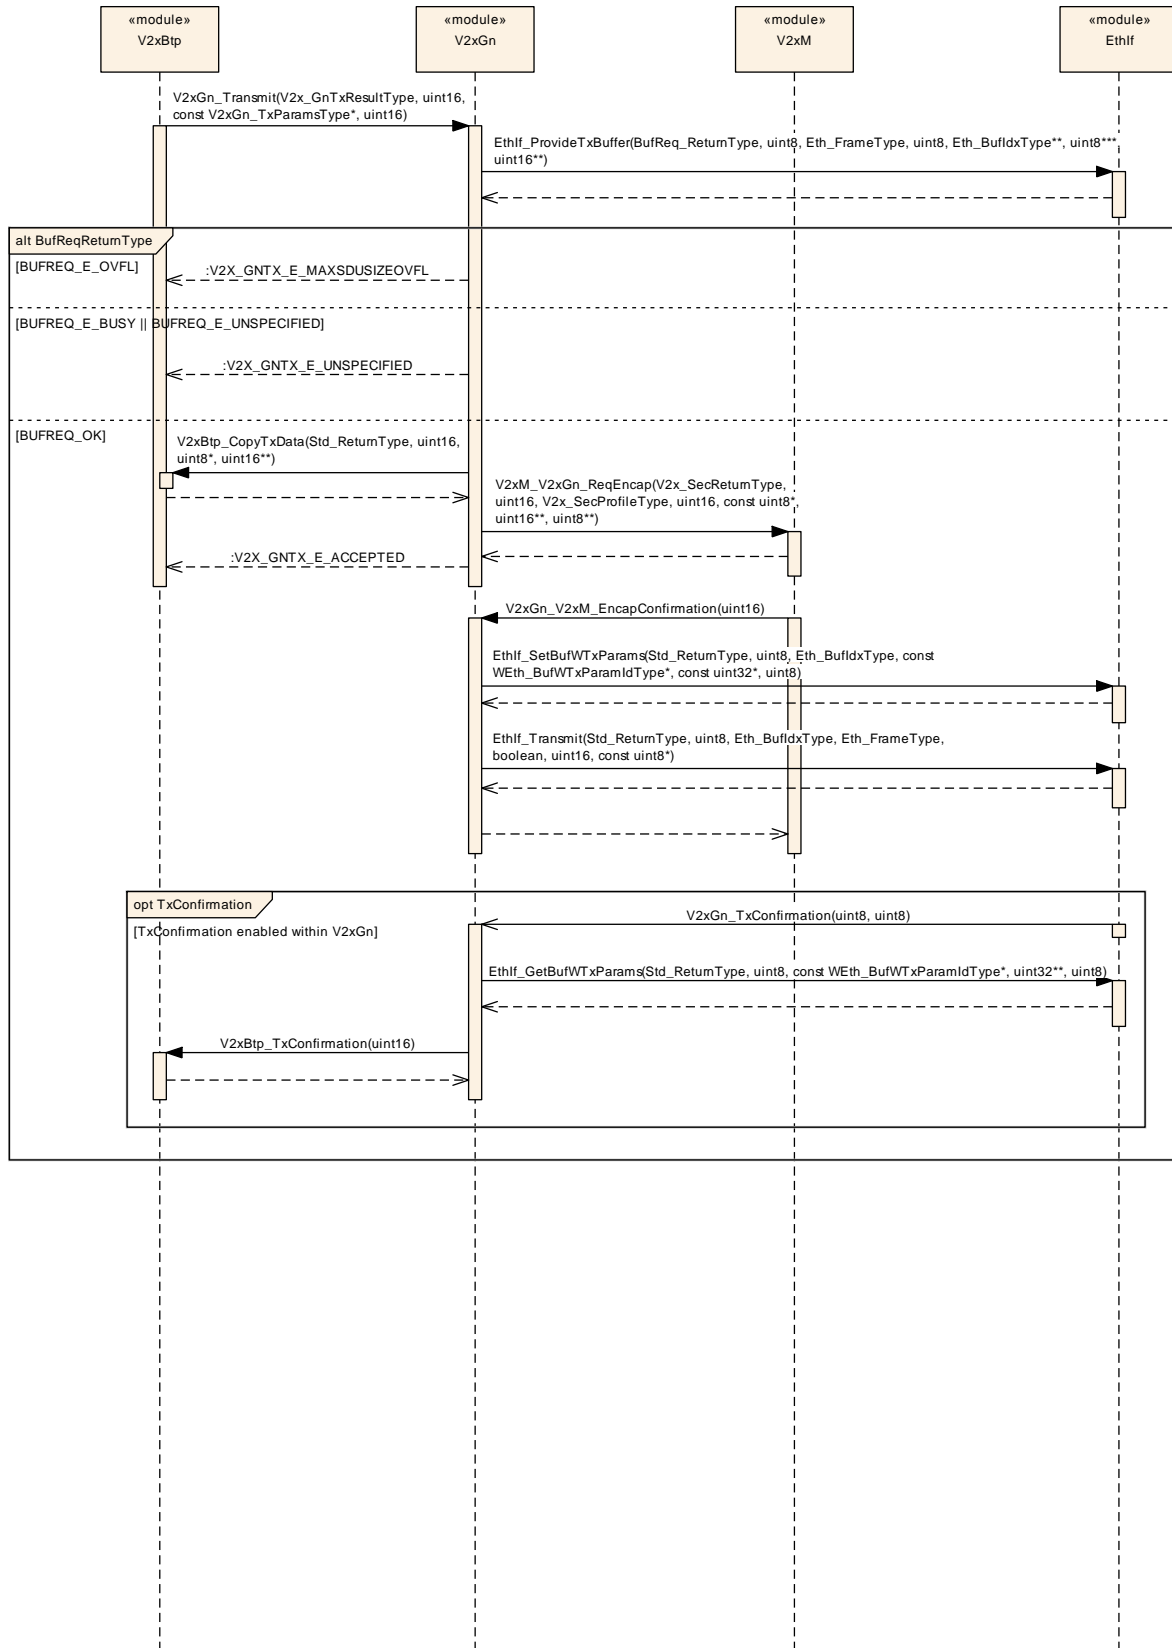 «module»
V2xBtp
«module»
V2xGn
«module»
V2xM
«module»
EthIf
V2xGn_Transmit(V2x_GnTxResultType, uint16,
const V2xGn_TxParamsType*, uint16)
EthIf_ProvideTxBuffer(BufReq_ReturnType, uint8, Eth_FrameType, uint8, Eth_BufIdxType**, uint8***,
uint16**)
alt BufReqReturnType
[BUFREQ_E_OVFL]
:V2X_GNTX_E_MAXSDUSIZEOVFL
[BUFREQ_E_BUSY || BUFREQ_E_UNSPECIFIED]
:V2X_GNTX_E_UNSPECIFIED
[BUFREQ_OK]
V2xBtp_CopyTxData(Std_ReturnType, uint16,
uint8*, uint16**)
V2xM_V2xGn_ReqEncap(V2x_SecReturnType,
uint16, V2x_SecProfileType, uint16, const uint8*,
uint16**, uint8**)
:V2X_GNTX_E_ACCEPTED
V2xGn_V2xM_EncapConfirmation(uint16)
EthIf_SetBufWTxParams(Std_ReturnType, uint8, Eth_BufIdxType, const
WEth_BufWTxParamIdType*, const uint32*, uint8)
EthIf_Transmit(Std_ReturnType, uint8, Eth_BufIdxType, Eth_FrameType,
boolean, uint16, const uint8*)
opt TxConfirmation
[TxConfirmation enabled within V2xGn]
V2xGn_TxConfirmation(uint8, uint8)
EthIf_GetBufWTxParams(Std_ReturnType, uint8, const WEth_BufWTxParamIdType*, uint32**, uint8)
V2xBtp_TxConfirmation(uint16)